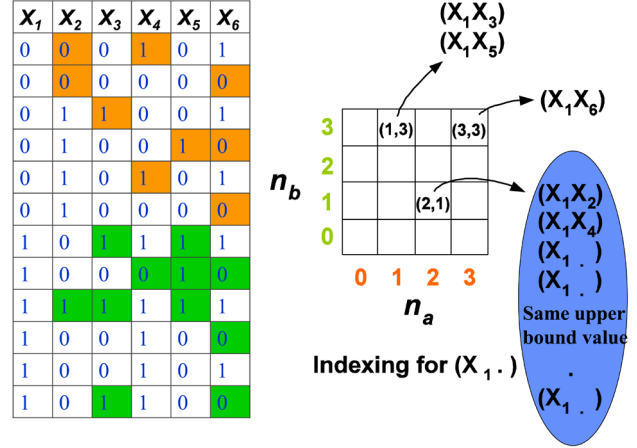 X1 X2 X3 X4 X5 X6
0 0 0 1 0 1
0 0 0 0 0 0
0 1 1 0 0 1
0 1 0 0 1 0
0 1 0 1 0 1
0 1 0 0 0 0
1 0 1 1 1 1
1 0 0 0 1 0
1 1 1 1 1 1
1 0 0 1 0 0
1 0 0 1 0 1
1 0 1 1 0 0
(X1X3)
(X1X5)
(X1X6)
3 (1,3) (3,3)
2
nb
1 (2,1)
0
0 1 2 3
na
(X1X2)
(X1X4)
(X1 . )
(X1 . )
Same upper
bound value
.
(X1 . )
Indexing for (X 1 . )